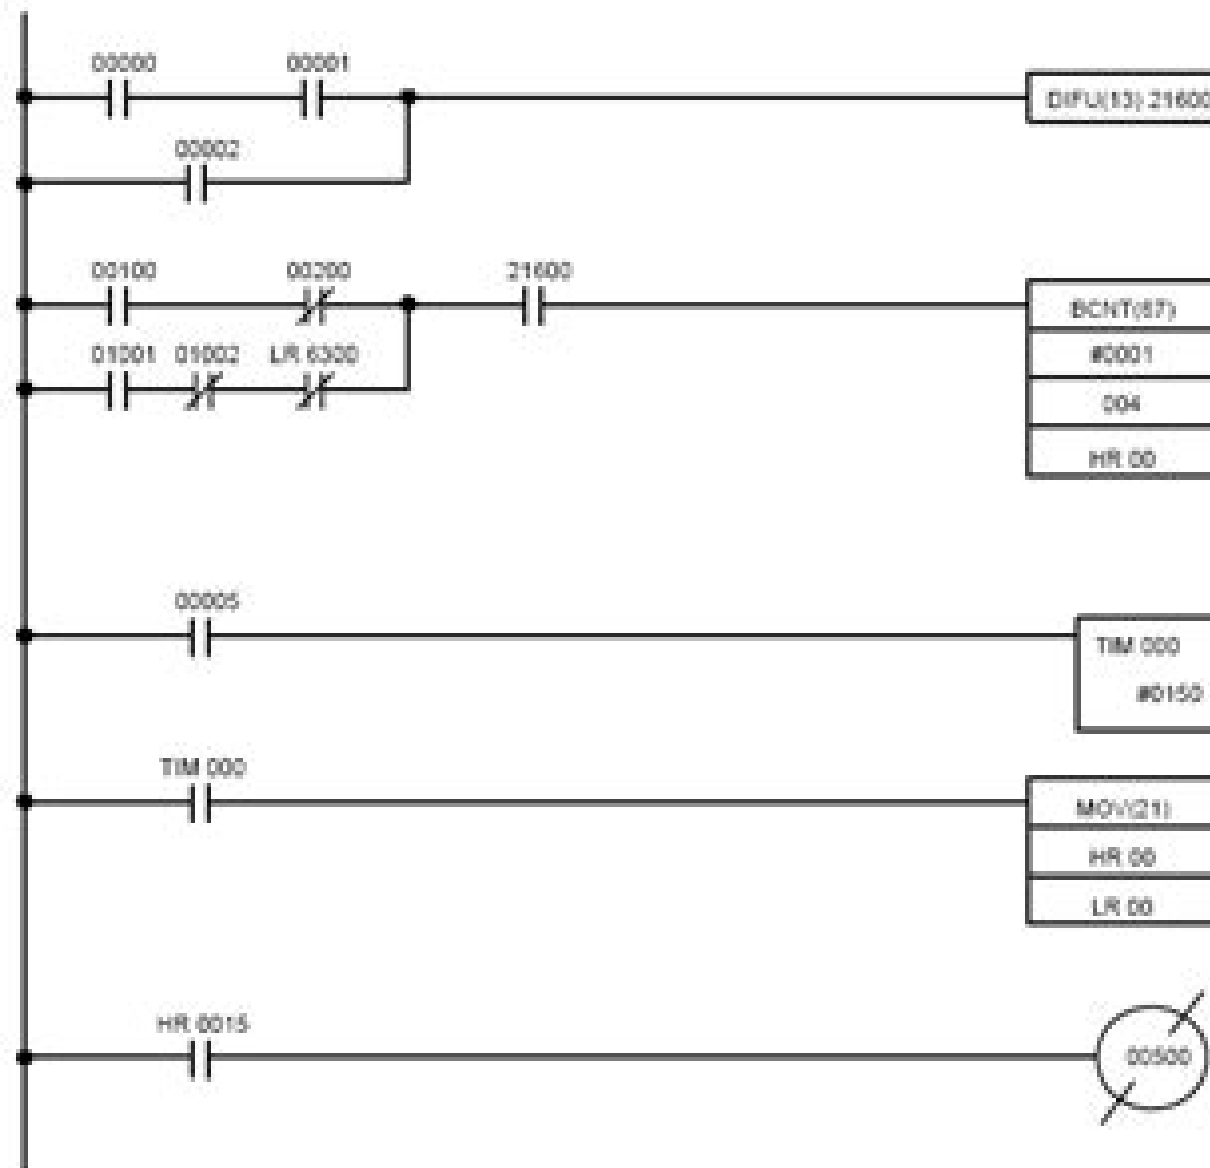 00000 00001
DIFU(13) 21600
00002
00100 00200 21600
BCNT(67)
01001 01002 LR 6300
#0001
004
HR 00
00005
TIM 000
#0150
TIM 000
MOV(21)
HR 00
LR 00
HR 0015
00500